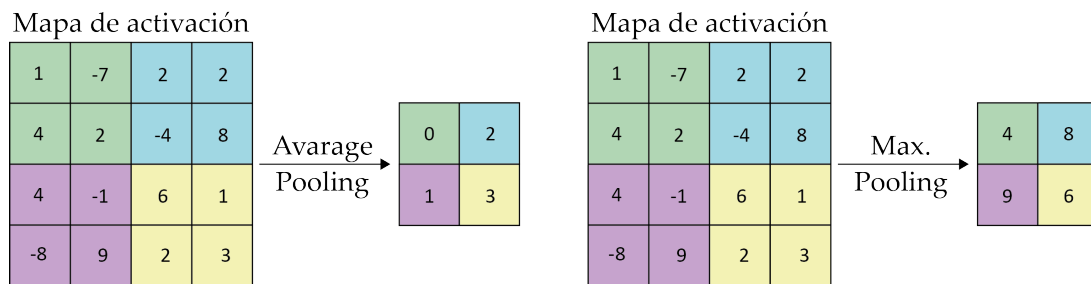 Mapa de activación
1 -7 2 2
4 2 -4 8
4 -1 6 1
-8 9 2 3
Avarage
Pooling
0 2
1 3
Mapa de activación
1 -7 2 2
4 2 -4 8
4 -1 6 1
-8 9 2 3
Max.
Pooling
4 8
9 6